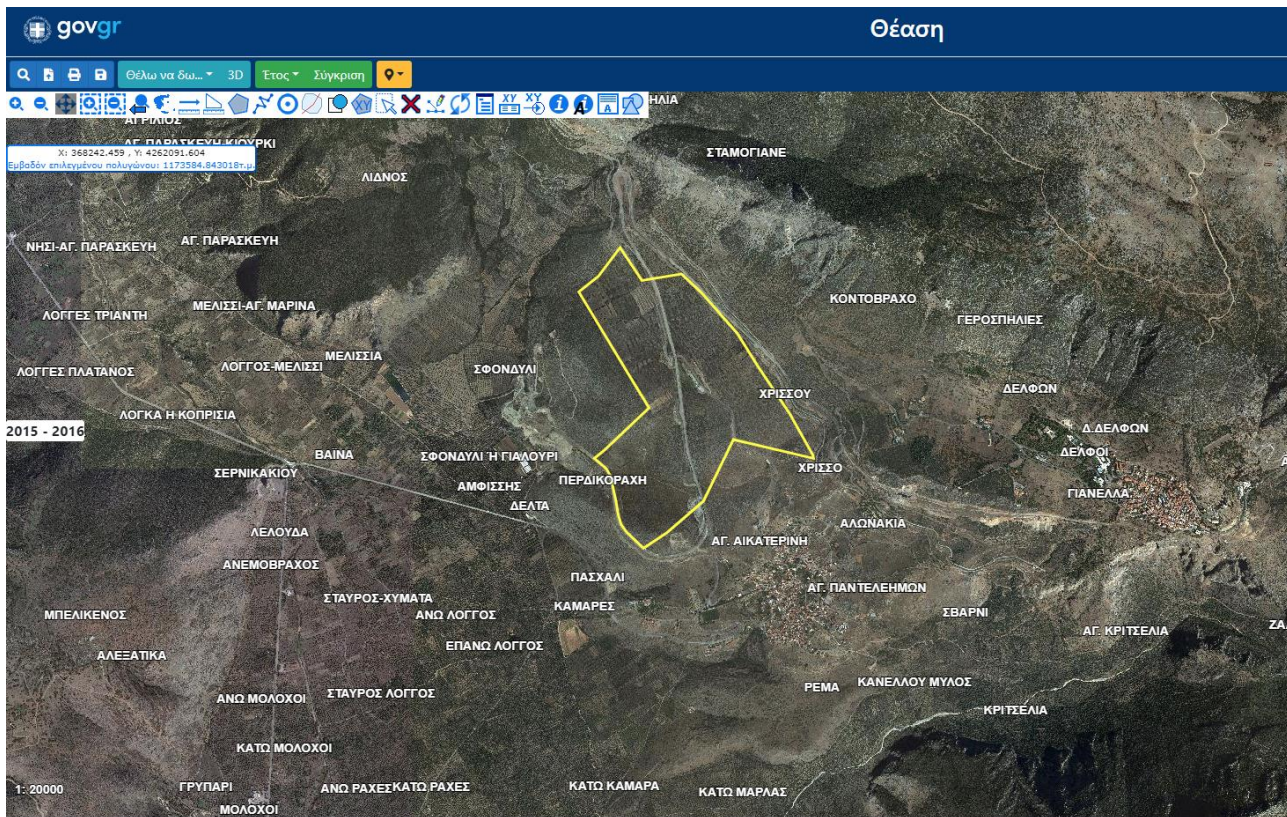 govgr
Θέαση
Θέλω να δω... 3D Έτος Σύγκριση
ΗΛΙΑ
ΑΓΡΙΛΙΟΣ
ΑΓ. ΠΑΡΑΣΚΕΥΗ-ΚΙΟΥΡΚΙ
X: 368242.459 , Y: 4262091.604
Εμβαδόν επιλεγμένου πολυγώνου: 1173584.843018τ.μ.
ΣΤΑΜΟΓΙΑΝΕ
ΛΙΔΝΟΣ
ΝΗΣΙ-ΑΓ. ΠΑΡΑΣΚΕΥΗ
ΑΓ. ΠΑΡΑΣΚΕΥΗ
ΜΕΛΙΣΣΙ-ΑΓ. ΜΑΡΙΝΑ
ΚΟΝΤΟΒΡΑΧΟ
ΛΟΓΓΕΣ ΤΡΙΑΝΤΗ
ΓΕΡΟΣΠΗΛΙΕΣ
ΜΕΛΙΣΣΙΑ
ΛΟΓΓΟΣ-ΜΕΛΙΣΣΙ
ΣΦΟΝΔΥΛΙ
ΛΟΓΓΕΣ ΠΛΑΤΑΝΟΣ
ΔΕΛΦΩΝ
ΧΡΙΣΣΟΥ
ΛΟΓΚΑ Η ΚΟΠΡΙΣΙΑ
2015 - 2016
Δ.ΔΕΛΦΩΝ
ΒΑΙΝΑ
ΣΦΟΝΔΥΛΙ Ή ΓΙΑΛΟΥΡΙ
ΔΕΛΦΟΙ
ΣΕΡΝΙΚΑΚΙΟΥ
ΧΡΙΣΣΟ
ΠΕΡΔΙΚΟΡΑΧΗ
ΑΜΦΙΣΣΗΣ
ΓΙΑΝΕΛΛΑ
ΔΕΛΤΑ
ΑΛΩΝΑΚΙΑ
ΛΕΛΟΥΔΑ
ΑΓ. ΑΙΚΑΤΕΡΙΝΗ
ΑΝΕΜΟΒΡΑΧΟΣ
ΠΑΣΧΑΛΙ
ΑΓ. ΠΑΝΤΕΛΕΗΜΩΝ
ΣΤΑΥΡΟΣ-ΧΥΜΑΤΑ
ΚΑΜΑΡΕΣ
ΜΠΕΛΙΚΕΝΟΣ
ΑΝΩ ΛΟΓΓΟΣ
ΣΒΑΡΝΙ
ΖΑ
ΑΓ. ΚΡΙΤΣΕΛΙΑ
ΕΠΑΝΩ ΛΟΓΓΟΣ
ΑΛΕΞΑΤΙΚΑ
ΚΑΝΕΛΛΟΥ ΜΥΛΟΣ
ΡΕΜΑ
ΣΤΑΥΡΟΣ ΛΟΓΓΟΣ
ΑΝΩ ΜΟΛΟΧΟΙ
ΚΡΙΤΣΕΛΙΑ
ΚΑΤΩ ΜΟΛΟΧΟΙ
1: 20000
ΓΡΥΠΑΡΙ
ΑΝΩ ΡΑΧΕΣ
ΚΑΤΩ ΡΑΧΕΣ
ΚΑΤΩ ΚΑΜΑΡΑ
ΚΑΤΩ ΜΑΡΛΑΣ
ΜΟΛΟΧΟΙ